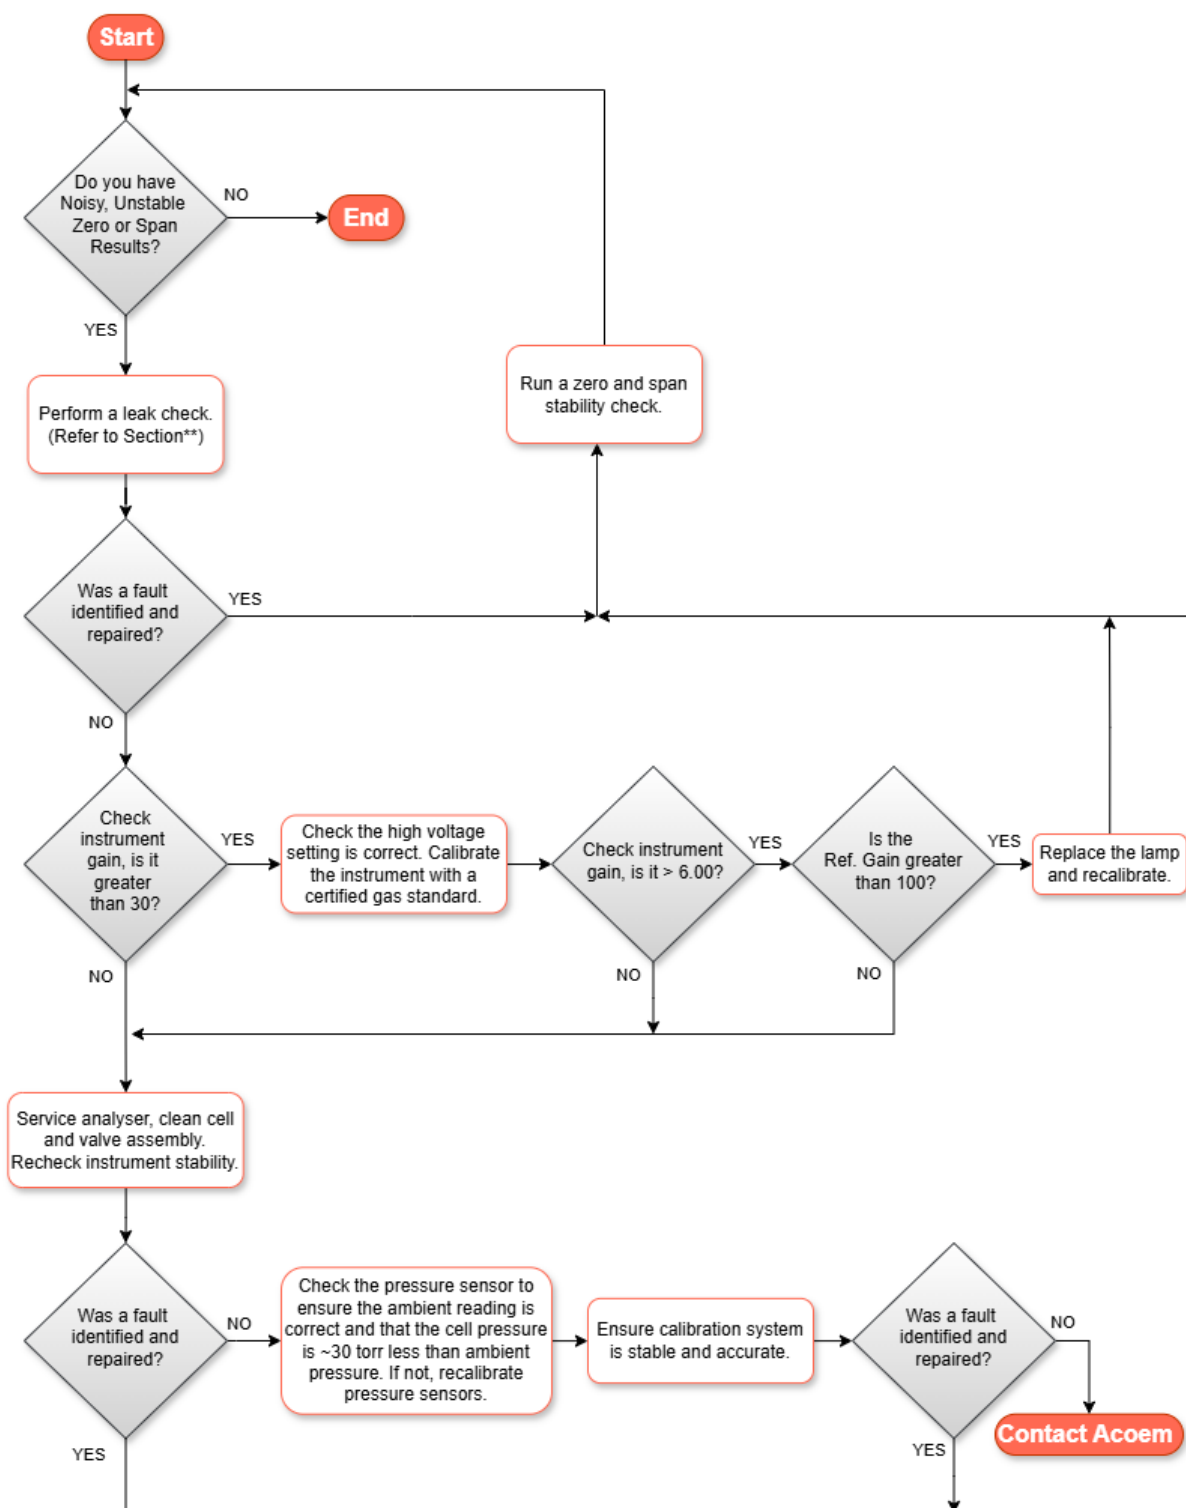 Start
Do you have
Noisy, Unstable
Zero or Span
Results?
NO
End
YES
Perform a leak check.
(Refer to Section**)
Run a zero and span
stability check.
Was a fault
identified and
repaired?
YES
NO
Check
instrument
gain, is it
greater
than 30?
YES
Check the high voltage
setting is correct. Calibrate
the instrument with a
certified gas standard.
Check instrument
gain, is it > 6.00?
YES
Is the
Ref. Gain greater
than 100?
YES
Replace the lamp
and recalibrate.
NO
NO
NO
Service analyser, clean cell
and valve assembly.
Recheck instrument stability.
Was a fault
identified and
repaired?
NO
Check the pressure sensor to
ensure the ambient reading is
correct and that the cell pressure
is ~30 torr less than ambient
pressure. If not, recalibrate
pressure sensors.
Ensure calibration system
is stable and accurate.
Was a fault
identified and
repaired?
NO
Contact Acoem
YES
YES